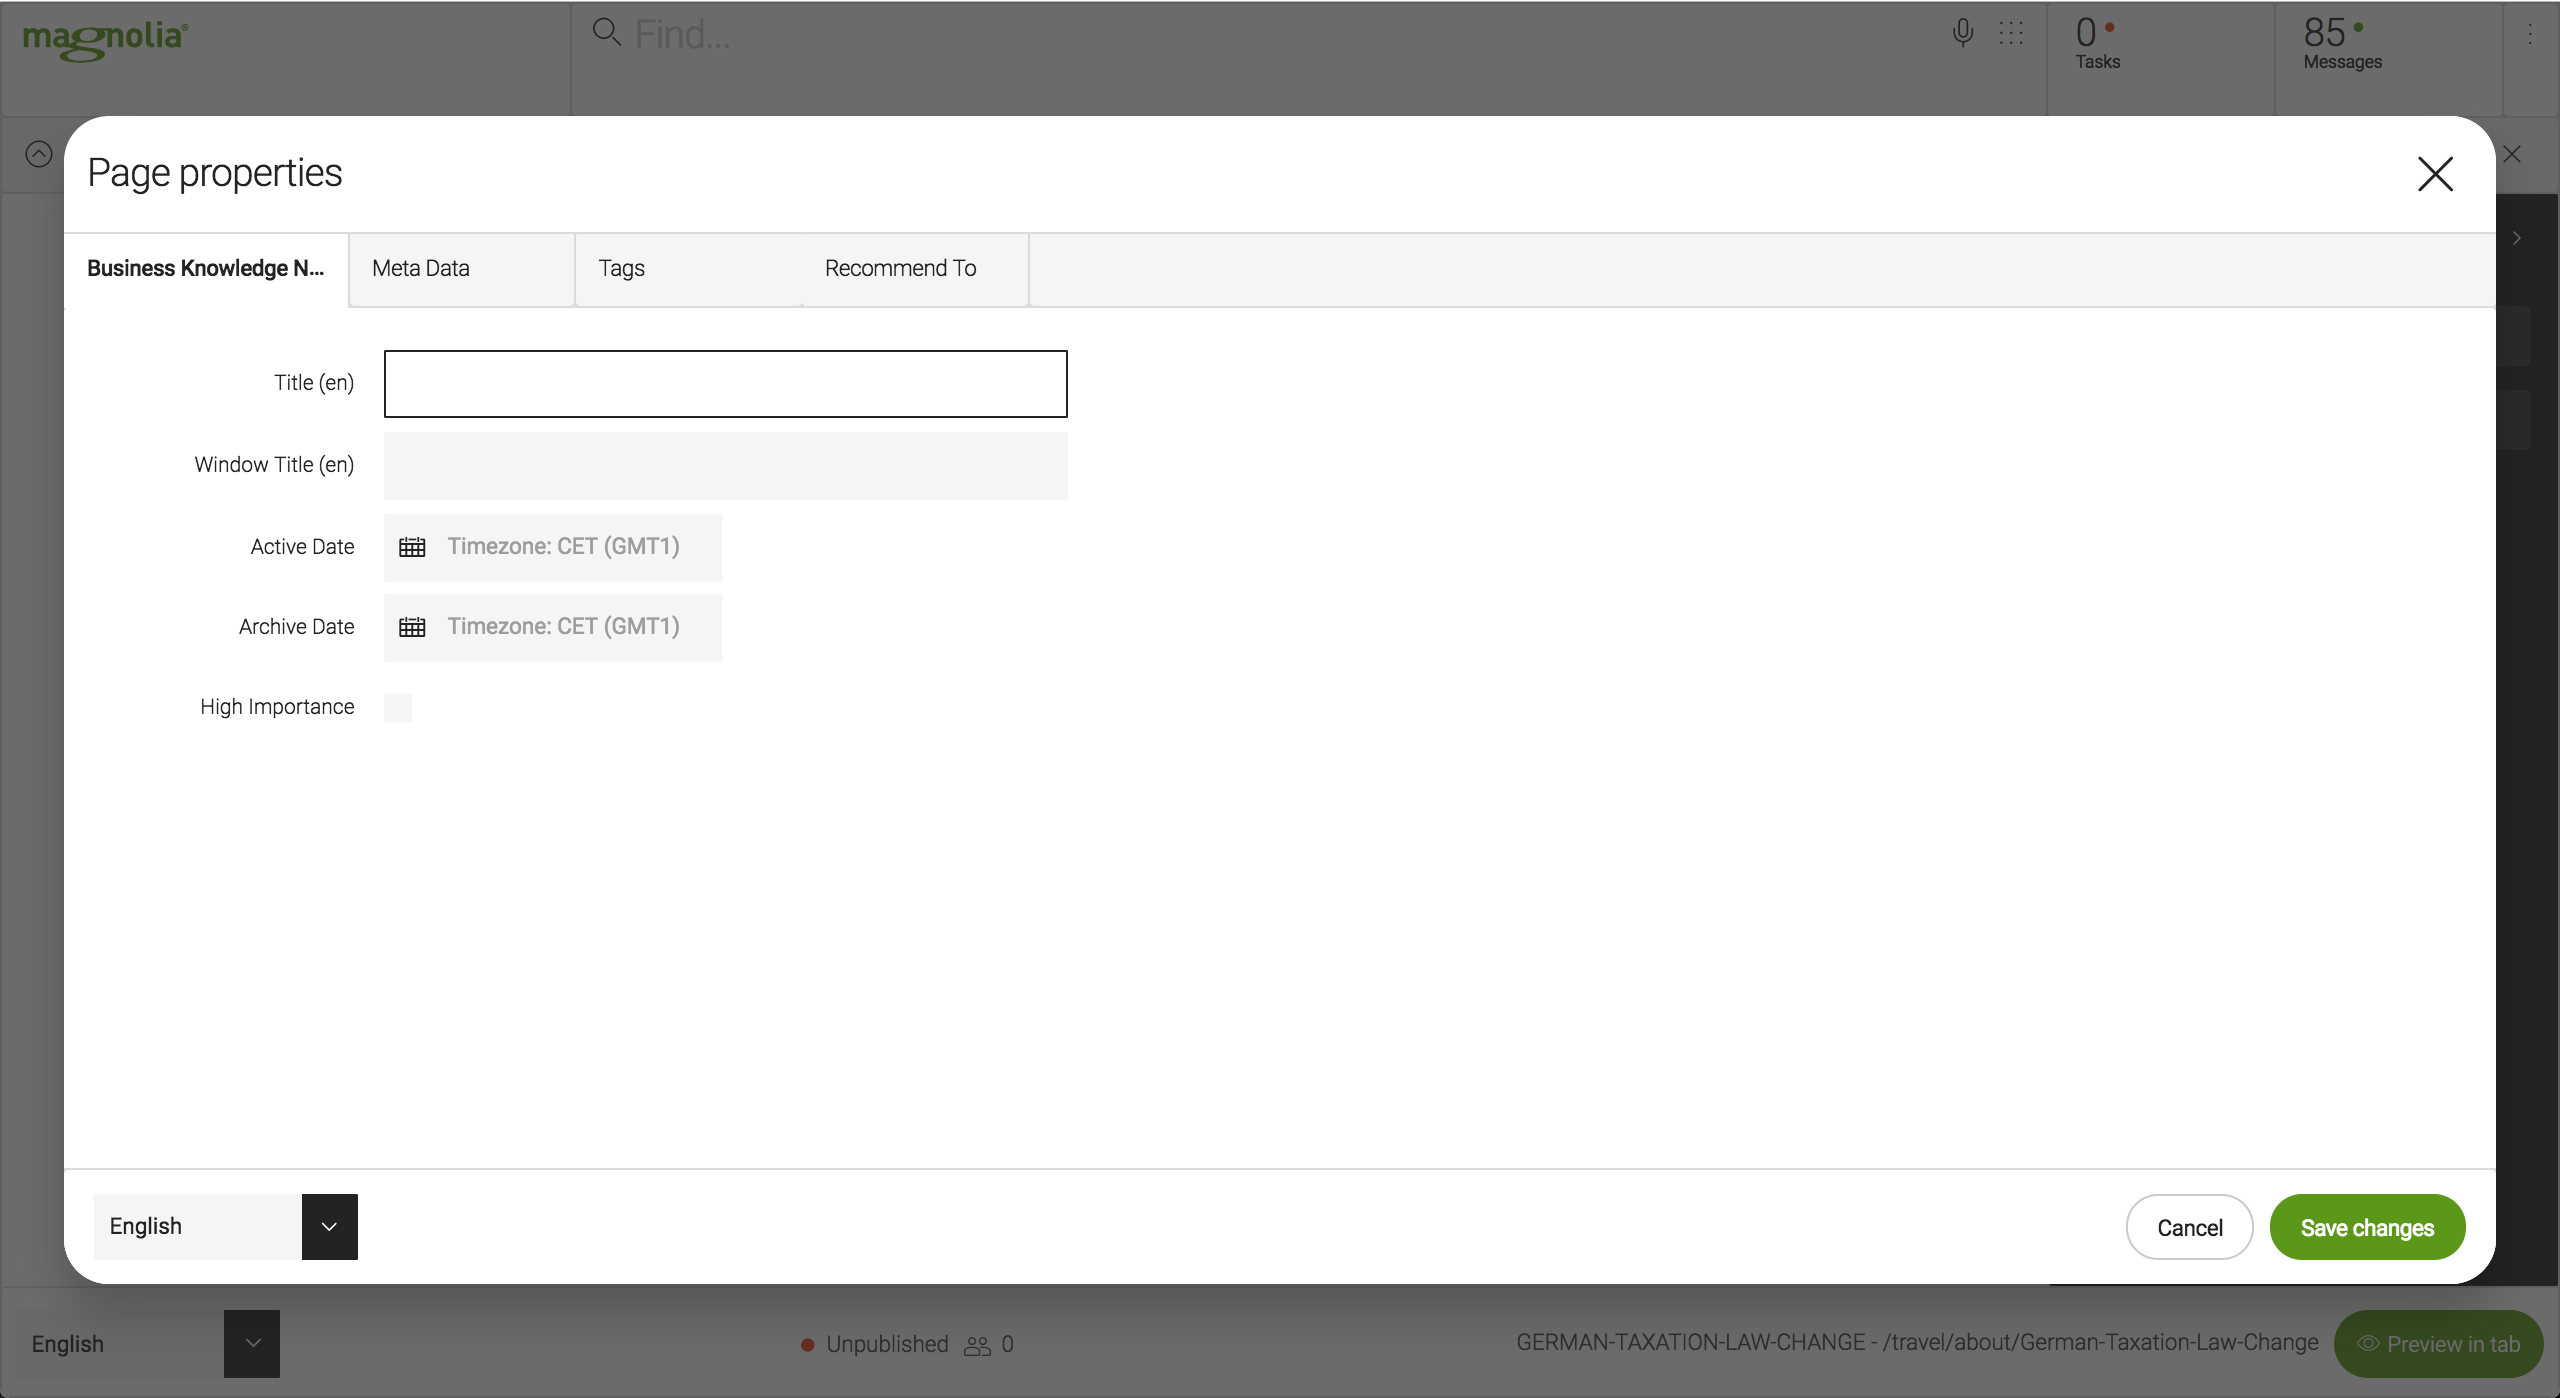 magnolia®
Find...
0
Tasks
85
Messages
Page properties
Business Knowledge N...
Meta Data
Tags
Recommend To
Title (en)
Window Title (en)
Active Date
Timezone: CET (GMT1)
Archive Date
Timezone: CET (GMT1)
High Importance
English
Cancel
Save changes
English
Unpublished
0
GERMAN-TAXATION-LAW-CHANGE - /travel/about/German-Taxation-Law-Change
Preview in tab